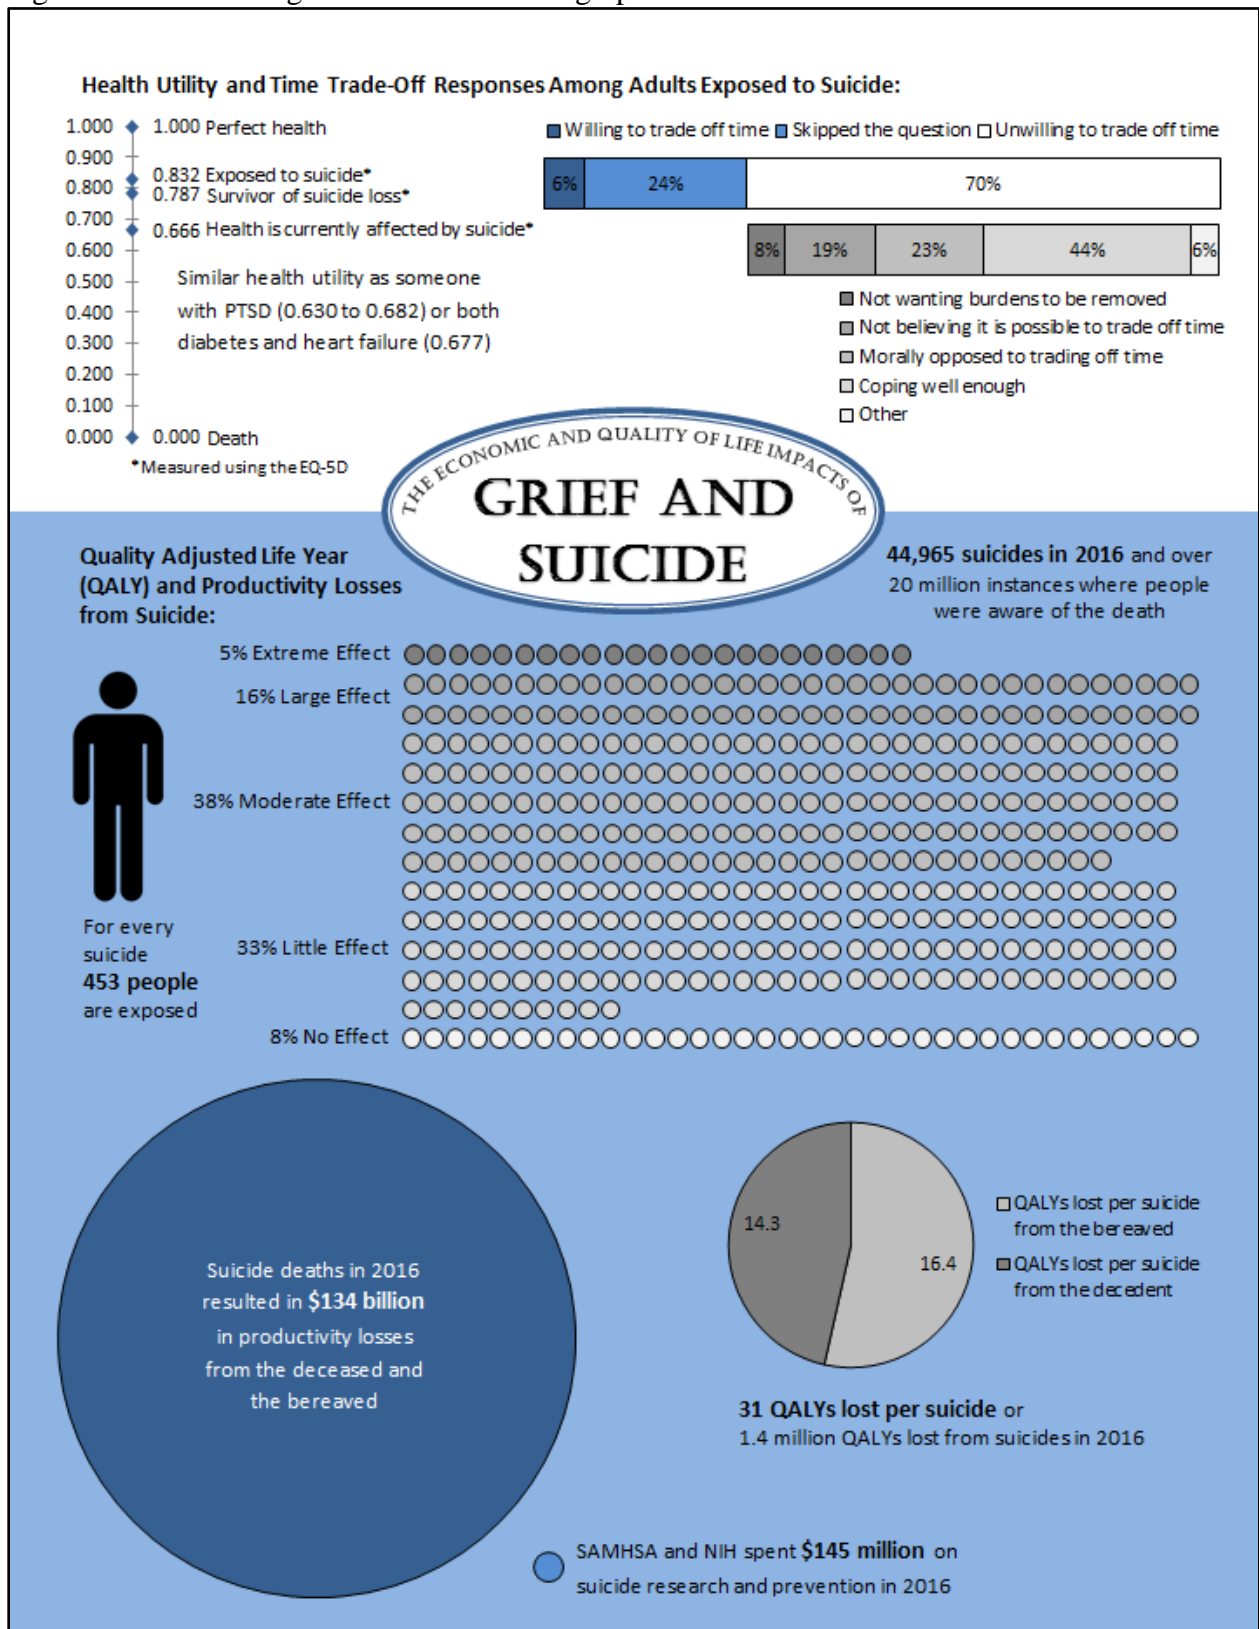 Health Utility and Time Trade-Off Responses Among Adults Exposed to Suicide:
1.000
0.900
0.800
0.700
0.600
0.500
0.400
0.300
0.200
0.100
0.000
1.000 Perfect health
0.832 Exposed to suicide*
0.787 Survivor of suicide loss*
0.666 Health is currently affected by suicide*
Similar health utility as someone
with PTSD (0.630 to 0.682) or both
diabetes and heart failure (0.677)
0.000 Death
*Measured using the EQ-5D
Willing to trade off time Skipped the question Unwilling to trade off time
6% 24% 70%
8% 19% 23% 44% 6%
Not wanting burdens to be removed
Not believing it is possible to trade off time
Morally opposed to trading off time
Coping well enough
Other
THE ECONOMIC AND QUALITY OF LIFE IMPACTS OF
GRIEF AND
SUICIDE
Quality Adjusted Life Year
(QALY) and Productivity Losses
from Suicide:
44,965 suicides in 2016 and over
20 million instances where people
were aware of the death
5% Extreme Effect
16% Large Effect
38% Moderate Effect
33% Little Effect
8% No Effect
For every
suicide
453 people
are exposed
Suicide deaths in 2016
resulted in $134 billion
in productivity losses
from the deceased and
the bereaved
14.3
16.4
QALYs lost per suicide
from the bereaved
QALYs lost per suicide
from the decedent
31 QALYs lost per suicide or
1.4 million QALYs lost from suicides in 2016
SAMHSA and NIH spent $145 million on
suicide research and prevention in 2016